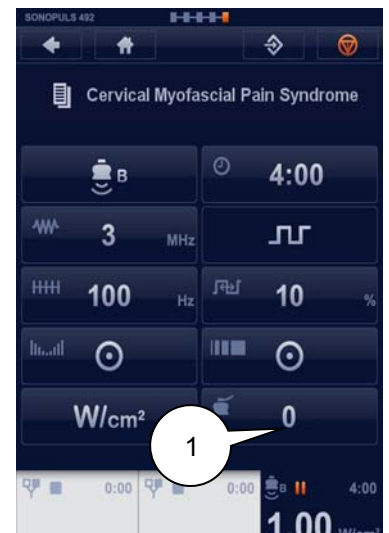 SONOPULS 492
Cervical Myofascial Pain Syndrome
B 4:00
3 MHz
100 Hz 10 %
W/cm² 0
1
0:00 0:00 B 4:00
1.00 W/cm²